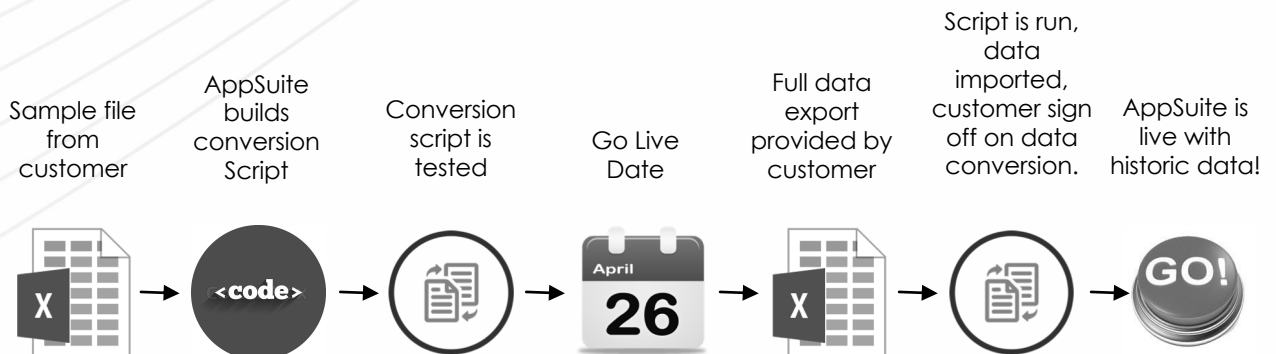 Sample file
from
customer
AppSuite
builds
conversion
Script
Conversion
script is
tested
Go Live
Date
Full data
export
provided by
customer
Script is run,
data
imported,
customer sign
off on data
conversion.
AppSuite is
live with
historic data!
X
<code>
April
26
X
GO!